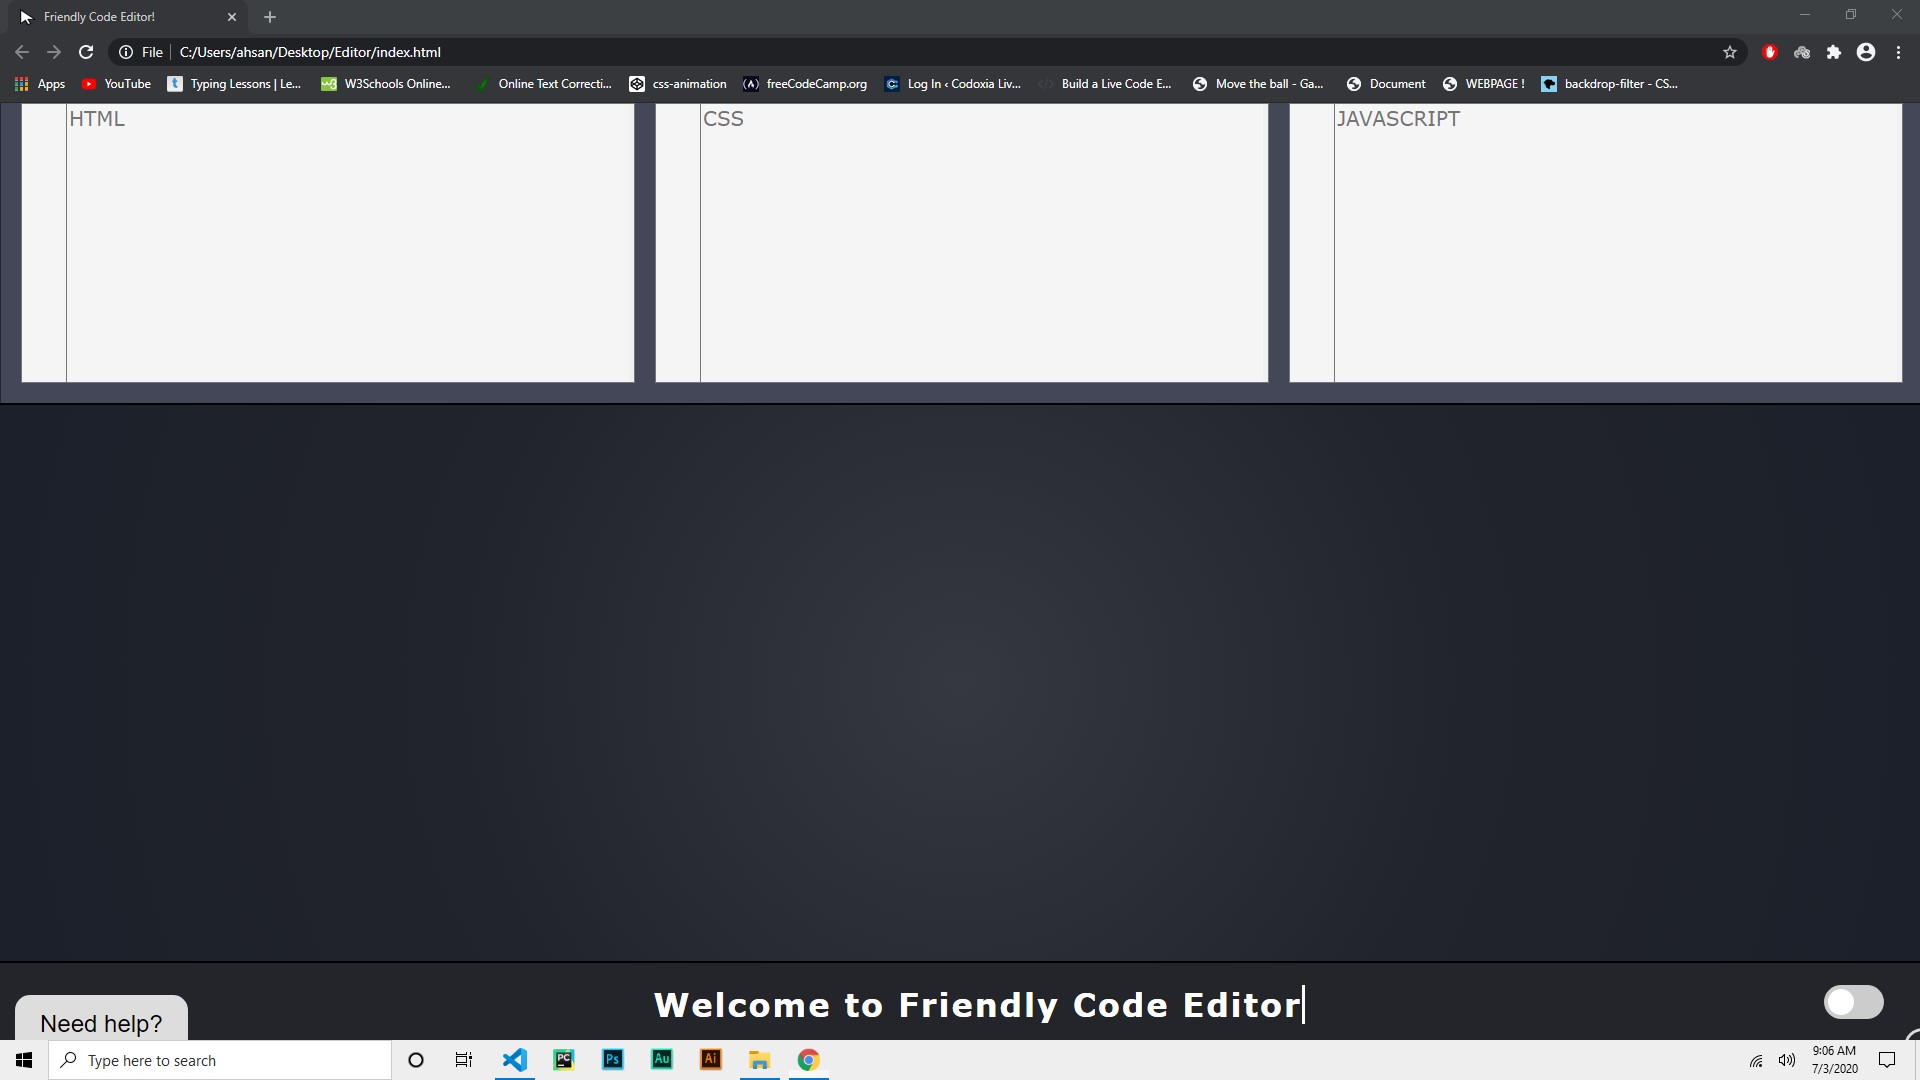 Friendly Code Editor!
File C:/Users/ahsan/Desktop/Editor/index.html
Apps YouTube Typing Lessons | Le... W3Schools Online... Online Text Correcti... css-animation freeCodeCamp.org Log In ‹ Codoxia Liv... Build a Live Code E... Move the ball - Ga... Document WEBPAGE ! backdrop-filter - CS...
HTML CSS JAVASCRIPT
Welcome to Friendly Code Editor
Need help?
Type here to search PC Ps Au Ai
9:06 AM
7/3/2020